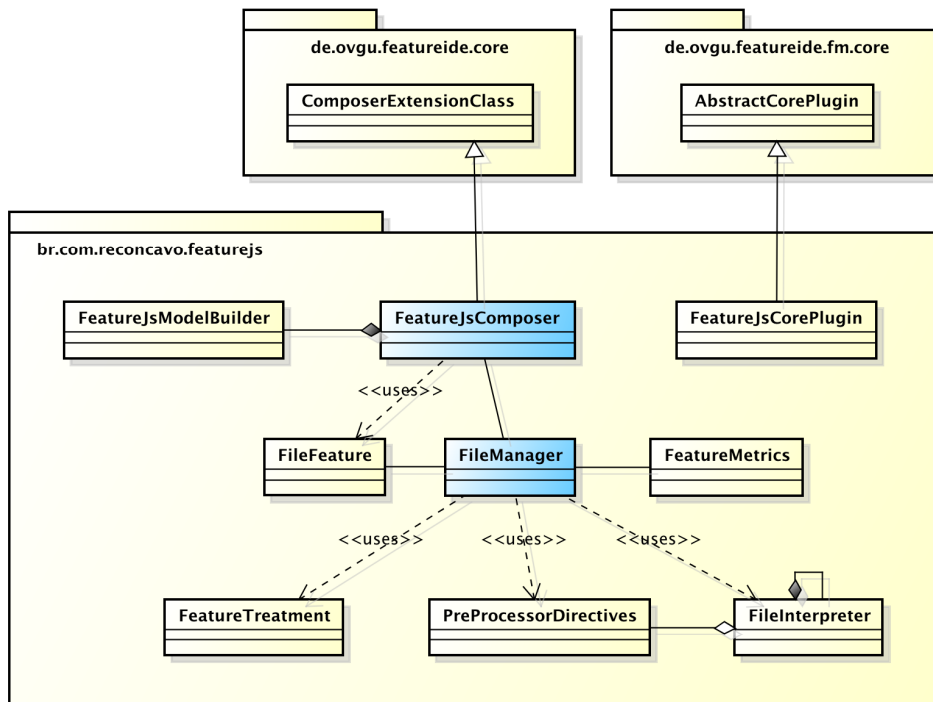 de.ovgu.featureide.core
de.ovgu.featureide.fm.core
ComposerExtensionClass
AbstractCorePlugin
br.com.reconcavo.featurejs
FeatureJsModelBuilder
FeatureJsComposer
FeatureJsCorePlugin
<<uses>>
FileFeature
FileManager
FeatureMetrics
<<uses>>
<<uses>>
<<uses>>
FeatureTreatment
PreProcessorDirectives
FileInterpreter